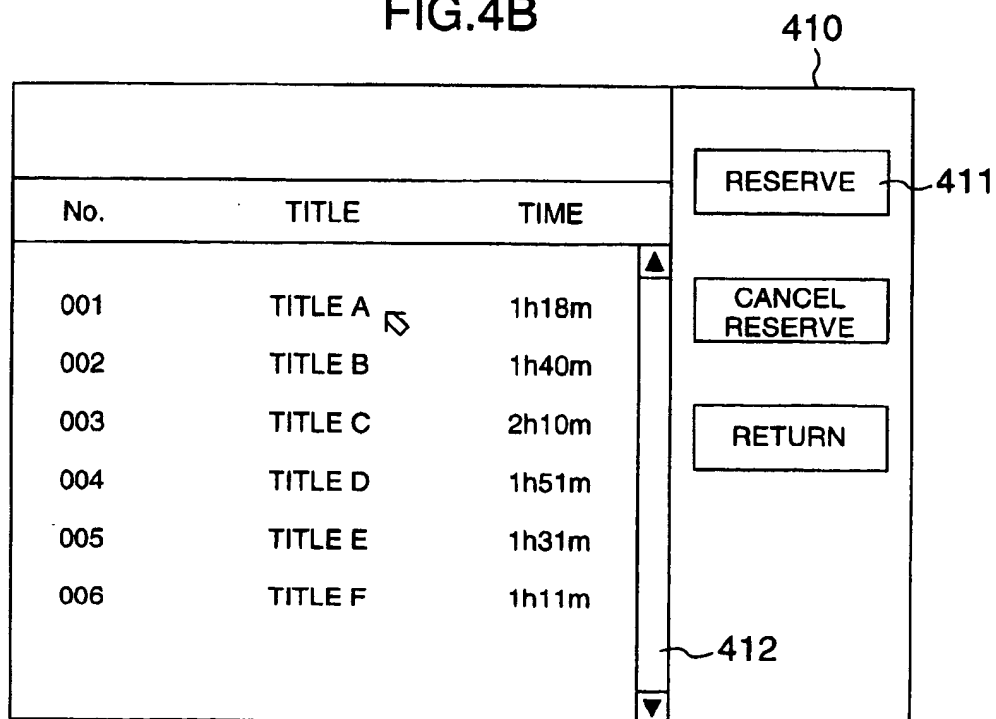 FIG.4B
410
RESERVE 411
No. TITLE TIME
001 TITLE A 1h18m
CANCEL
RESERVE
002 TITLE B 1h40m
003 TITLE C 2h10m
RETURN
004 TITLE D 1h51m
005 TITLE E 1h31m
006 TITLE F 1h11m
412